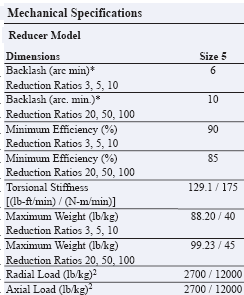 Mechanical Specifications
Reducer Model
Dimensions Size 5
Backlash (arc min)* 6
Reduction Ratios 3, 5, 10
Backlash (arc. min.)* 10
Reduction Ratios 20, 50, 100
Minimum Efficiency (%) 90
Reduction Ratios 3, 5, 10
Minimum Efficiency (%) 85
Reduction Ratios 20, 50, 100
Torsional Stiffness 129.1 / 175
[(lb-ft/min) / (N-m/min)]
Maximum Weight (lb/kg) 88.20 / 40
Reduction Ratios 3, 5, 10
Maximum Weight (lb/kg) 99.23 / 45
Reduction Ratios 20, 50, 100
Radial Load (lb/kg)² 2700 / 12000
Axial Load (lb/kg)² 2700 / 12000